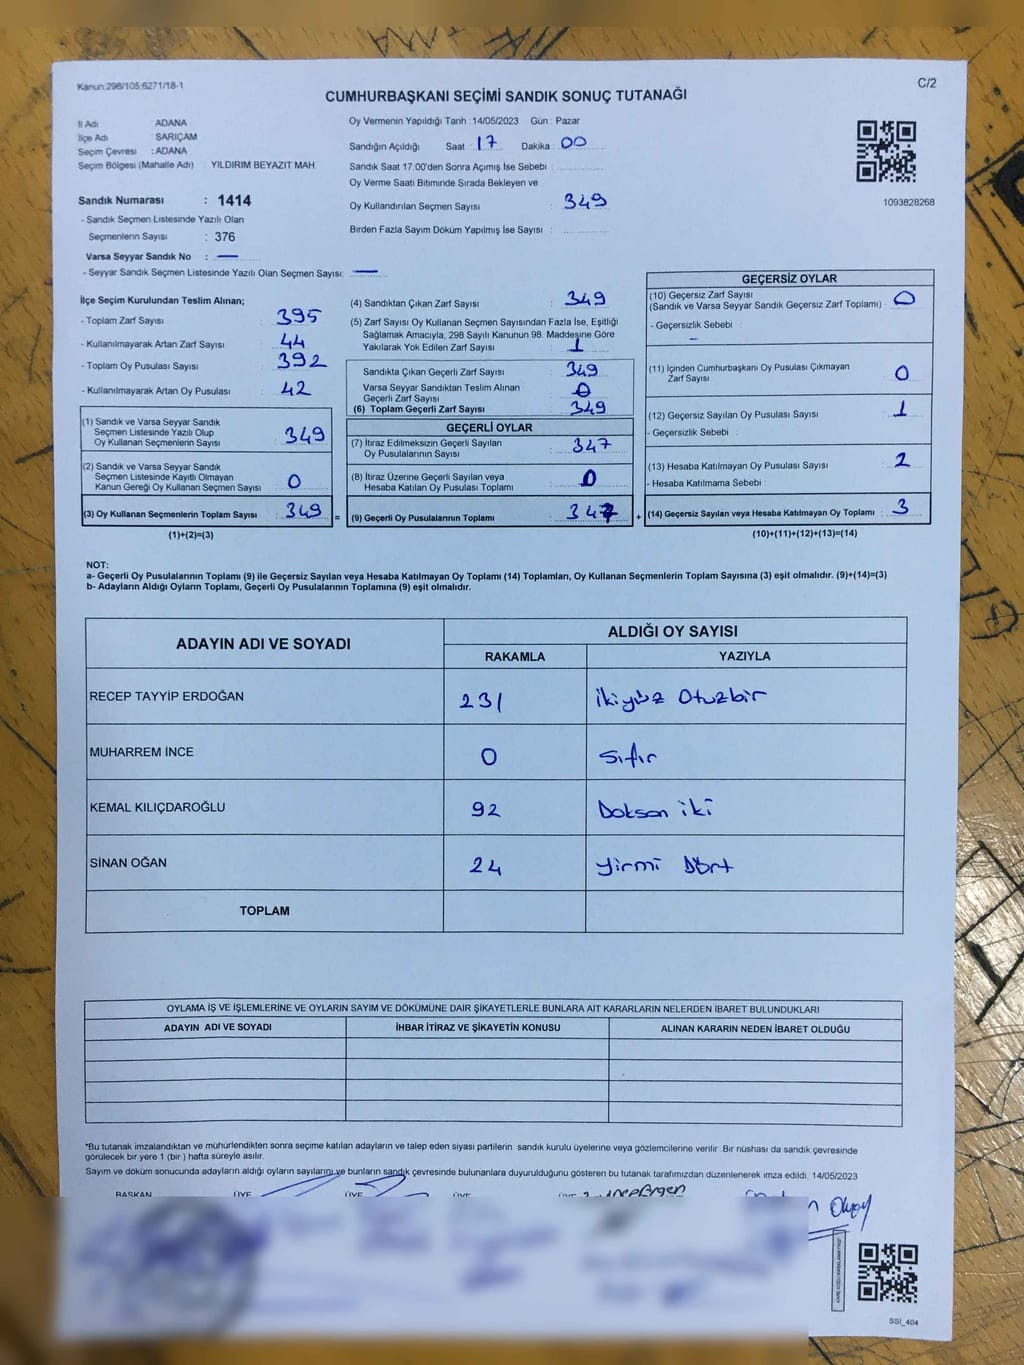 Kanun:298/105;6271/18-1
C/2
CUMHURBAŞKANI SEÇİMİ SANDIK SONUÇ TUTANAĞI
İl Adı ADANA
İlçe Adı : SARIÇAM
Seçim Çevresi :ADANA
Seçim Bölgesi (Mahalle Adı) : YILDIRIM BEYAZIT MAH.
Sandık Numarası : 1414
- Sandık Seçmen Listesinde Yazılı Olan
Seçmenlerin Sayısı : 376
Varsa Seyyar Sandık No : —
- Seyyar Sandık Seçmen Listesinde Yazılı Olan Seçmen Sayısı: —
Oy Vermenin Yapıldığı Tarih :14/05/2023 Gün : Pazar
Sandığın Açıldığı Saat : 17 Dakika : 00
Sandık Saat 17:00'den Sonra Açımış İse Sebebi :
Oy Verme Saati Bitiminde Sırada Bekleyen ve
Oy Kullandırılan Seçmen Sayısı : 349
Birden Fazla Sayım Döküm Yapılmış İse Sayısı :
1093828268
İlçe Seçim Kurulundan Teslim Alınan;
- Toplam Zarf Sayısı : 395
- Kullanılmayarak Artan Zarf Sayısı : 44
- Toplam Oy Pusulası Sayısı : 392
- Kullanılmayarak Artan Oy Pusulası : 42
(1) Sandık ve Varsa Seyyar Sandık
Seçmen Listesinde Yazılı Olup
Oy Kullanan Seçmenlerin Sayısı : 349
(2) Sandık ve Varsa Seyyar Sandık
Seçmen Listesinde Kayıtlı Olmayan
Kanun Gereği Oy Kullanan Seçmen Sayısı : 0
(3) Oy Kullanan Seçmenlerin Toplam Sayısı : 349
(1)+(2)=(3)
(4) Sandıktan Çıkan Zarf Sayısı : 349
(5) Zarf Sayısı Oy Kullanan Seçmen Sayısından Fazla İse, Eşitliği
Sağlamak Amacıyla, 298 Sayılı Kanunun 98. Maddesine Göre
Yakılarak Yok Edilen Zarf Sayısı : 1
Sandıkta Çıkan Geçerli Zarf Sayısı : 349
Varsa Seyyar Sandıktan Teslim Alınan
Geçerli Zarf Sayısı : 0
(6) Toplam Geçerli Zarf Sayısı : 349
GEÇERLİ OYLAR
(7) İtiraz Edilmeksizin Geçerli Sayılan
Oy Pusulalarının Sayısı : 347
(8) İtiraz Üzerine Geçerli Sayılan veya
Hesaba Katılan Oy Pusulası Toplamı : 0
= (9) Geçerli Oy Pusulalarının Toplamı : 347 +
GEÇERSİZ OYLAR
(10) Geçersiz Zarf Sayısı
(Sandık ve Varsa Seyyar Sandık Geçersiz Zarf Toplamı) : 0
- Geçersizlik Sebebi :
–
(11) İçinden Cumhurbaşkanı Oy Pusulası Çıkmayan
Zarf Sayısı : 0
(12) Geçersiz Sayılan Oy Pusulası Sayısı : 1
- Geçersizlik Sebebi :
(13) Hesaba Katılmayan Oy Pusulası Sayısı : 2
- Hesaba Katılmama Sebebi :
(14) Geçersiz Sayılan veya Hesaba Katılmayan Oy Toplamı : 3
(10)+(11)+(12)+(13)=(14)
NOT:
a- Geçerli Oy Pusulalarının Toplamı (9) ile Geçersiz Sayılan veya Hesaba Katılmayan Oy Toplamı (14) Toplamları, Oy Kullanan Seçmenlerin Toplam Sayısına (3) eşit olmalıdır. (9)+(14)=(3)
b- Adayların Aldığı Oyların Toplamı, Geçerli Oy Pusulalarının Toplamına (9) eşit olmalıdır.
ADAYIN ADI VE SOYADI
ALDIĞI OY SAYISI
RAKAMLA YAZIYLA
RECEP TAYYİP ERDOĞAN 231 İkiyüz Otuzbir
MUHARREM İNCE 0 Sıfır
KEMAL KILIÇDAROĞLU 92 Doksan iki
SİNAN OĞAN 24 Yirmi Dört
TOPLAM
OYLAMA İŞ VE İŞLEMLERİNE VE OYLARIN SAYIM VE DÖKÜMÜNE DAİR ŞİKAYETLERLE BUNLARA AİT KARARLARIN NELERDEN İBARET BULUNDUKLARI
ADAYIN ADI VE SOYADI İHBAR İTİRAZ VE ŞİKAYETİN KONUSU ALINAN KARARIN NEDEN İBARET OLDUĞU
*Bu tutanak imzalandıktan ve mühürlendikten sonra seçime katılan adayların ve talep eden siyasi partilerin sandık kurulu üyelerine veya gözlemcilerine verilir .Bir nüshası da sandık çevresinde
görülecek bir yere 1 (bir ) hafta süreyle asılır.
Sayım ve döküm sonucunda adayların aldığı oyların sayılarını ve bunların sandık çevresinde bulunanlara duyurulduğunu gösteren bu tutanak tarafımızdan düzenlenerek imza edildi. 14/05/2023
BAŞKAN ÜYE ÜYE ÜYE ÜYE
SSI_404